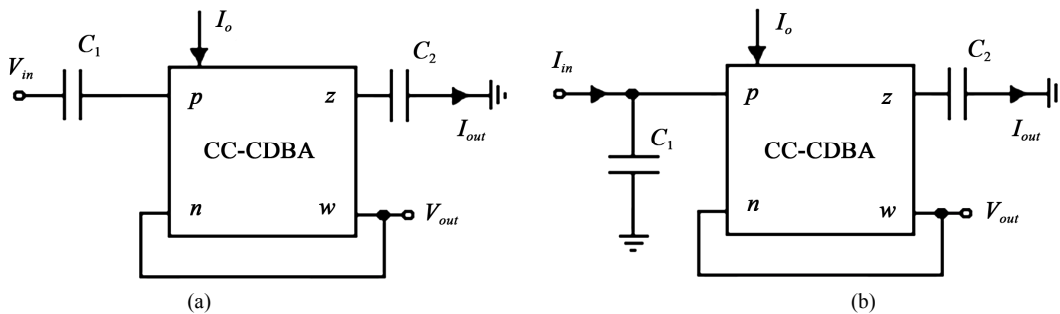 I_o
C_1
C_2
V_in
p
z
CC-CDBA
I_out
n
w
V_out
(a)
I_o
I_in
C_2
p
z
C_1
CC-CDBA
I_out
n
w
V_out
(b)